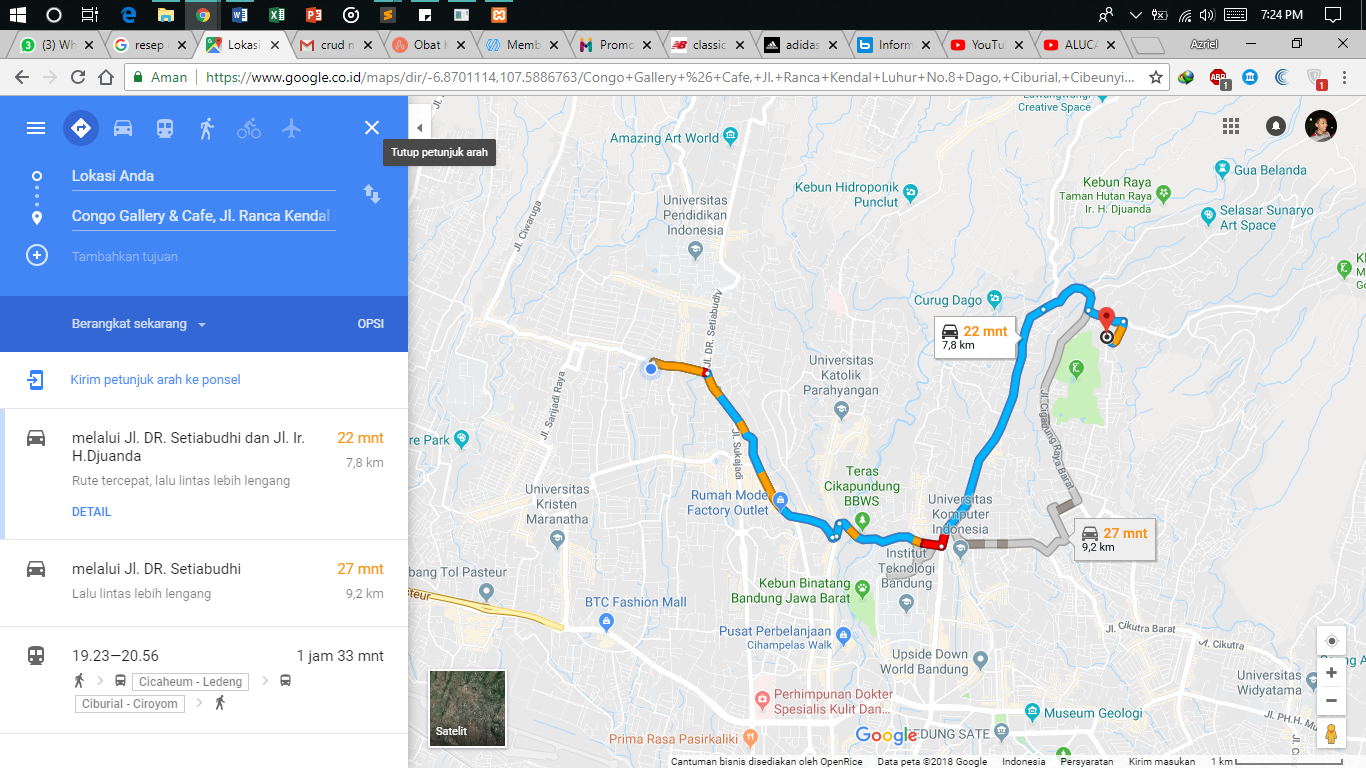 7:24 PM
(3) Wh
resep
Lokasi
Gmail
crud n
Obat
Memb
Promo
classic
adidas
Inform
YouTu
ALUCA
Azriel
Aman
https://www.google.co.id/maps/dir/-6.8701114,107.5886763/Congo+Gallery+%26+Cafe,+Jl.+Ranca+Kendal+Luhur+No.8+Dago,+Ciburial,+Cibeunyi...
ABP
1
1
Tutup petunjuk arah
Lokasi Anda
Congo Gallery & Cafe, Jl. Ranca Kendal
Tambahkan tujuan
Berangkat sekarang
OPSI
Kirim petunjuk arah ke ponsel
melalui Jl. DR. Setiabudhi dan Jl. Ir. H.Djuanda
22 mnt
7,8 km
Rute tercepat, lalu lintas lebih lengang
DETAIL
melalui Jl. DR. Setiabudhi
27 mnt
Lalu lintas lebih lengang
9,2 km
19.23—20.56
1 jam 33 mnt
Cicaheum - Ledeng
Ciburial - Ciroyom
Creative Space
Amazing Art World
Gua Belanda
Kebun Hidroponik
Punclut
Kebun Raya
Taman Hutan Raya
Ir. H. Djuanda
Universitas
Pendidikan
Indonesia
Selasar Sunaryo
Art Space
Jl. Ciwaruga
Jl. DR. Setiabudhi
Curug Dago
22 mnt
7,8 km
Universitas
Katolik
Parahyangan
Jl. Sarijadi Raya
Jl. Cigadung Raya Barat
re Park
Jl. Sukajadi
Teras
Cikapundung
BBWS
Rumah Mode
Factory Outlet
Universitas
Kristen
Maranatha
Universitas
Komputer
Indonesia
27 mnt
9,2 km
Institut
Teknologi
Bandung
bang Tol Pasteur
Kebun Binatang
Bandung Jawa Barat
BTC Fashion Mall
Pusat Perbelanjaan
Cihampelas Walk
Jl. Cikutra Barat
Jl. Cikutra
Upside Down
World Bandung
Universitas
Widyatama
Perhimpunan Dokter
Spesialis Kulit Dan...
Museum Geologi
Jl. PH.H. Mu
Satelit
Prima Rasa Pasirkaliki
Google
GEDUNG SATE
Cantuman bisnis disediakan oleh OpenRice
Data peta ©2018 Google
Indonesia
Persyaratan
Kirim masukan
1 km